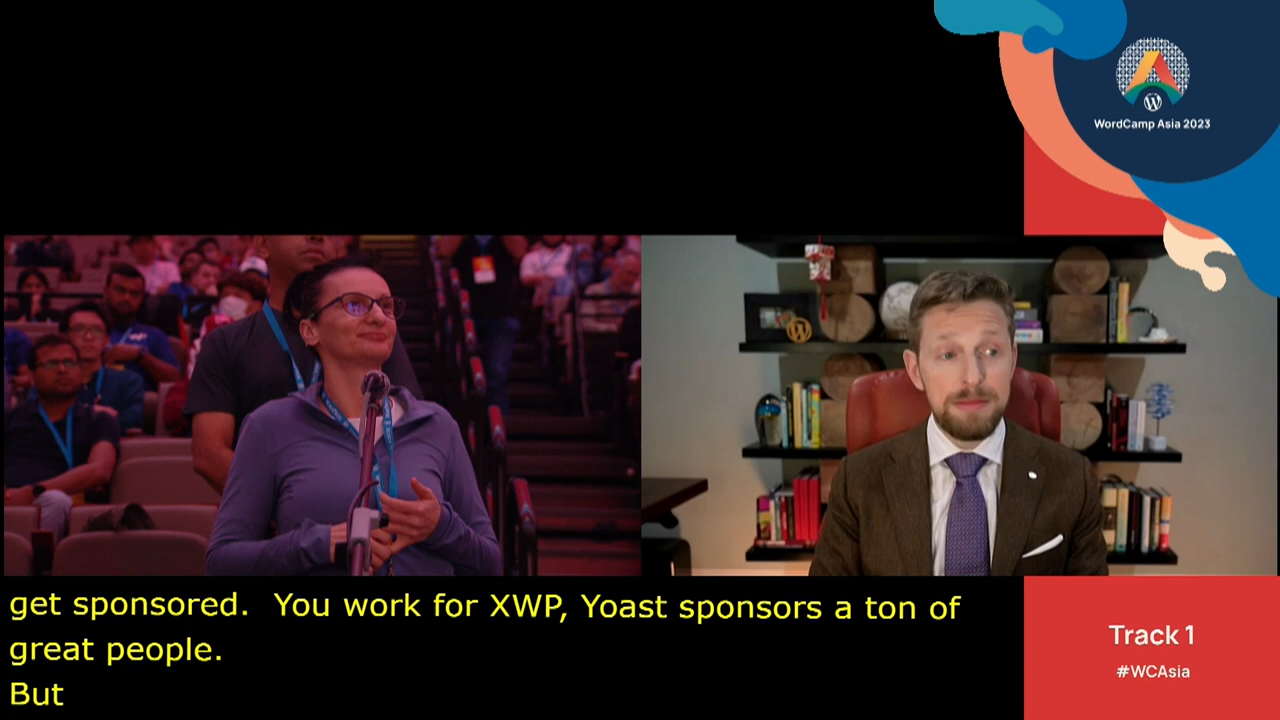 WordCamp Asia 2023
get sponsored.  You work for XWP, Yoast sponsors a ton of
great people.
But
Track 1
#WCAsia